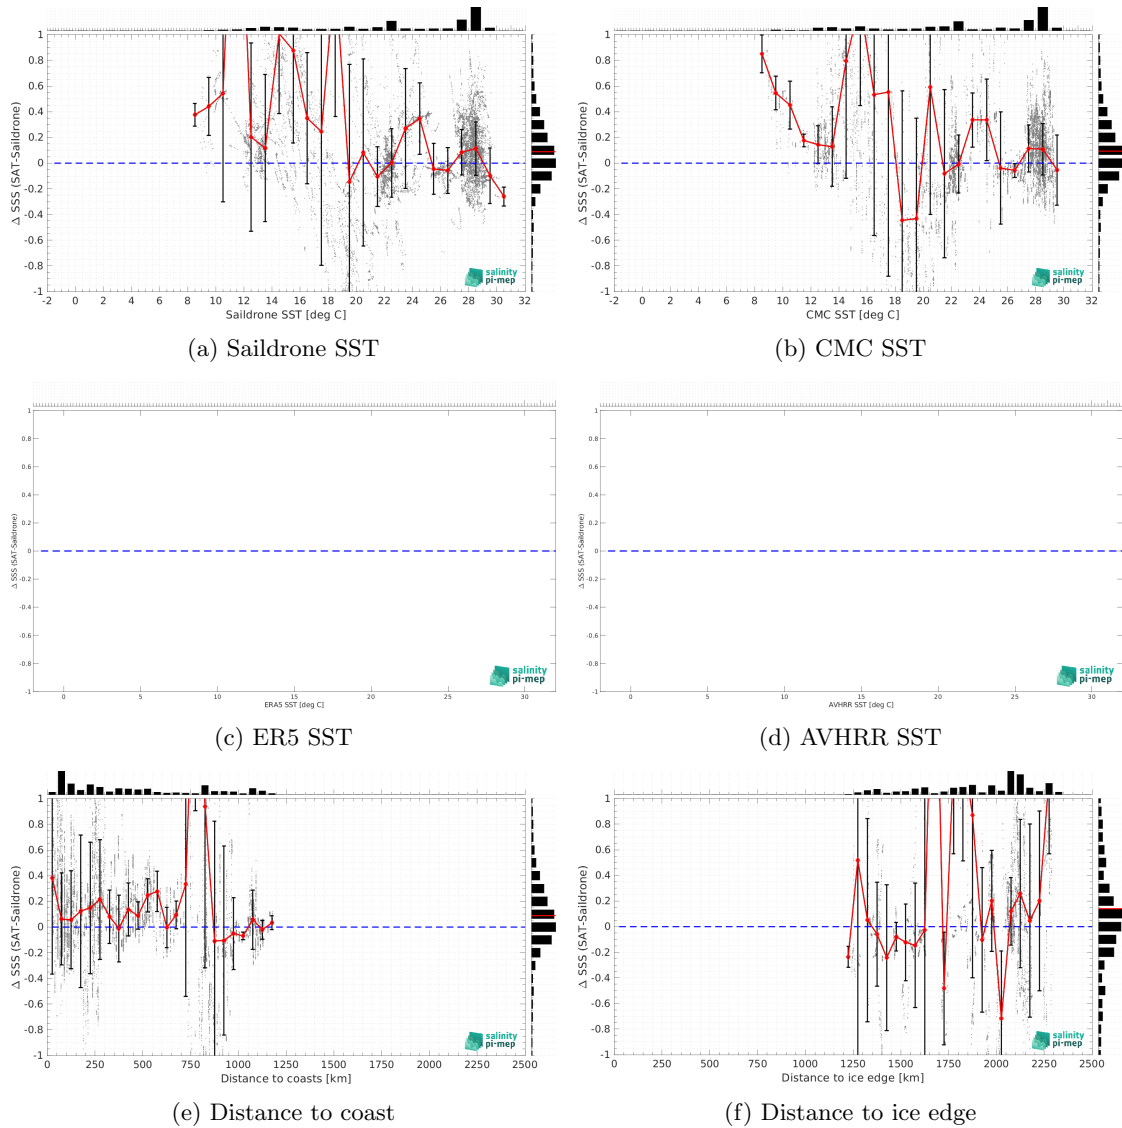 1
0.8
0.6
0.4
0.2
0
-0.2
-0.4
-0.6
-0.8
-1
Δ SSS (SAT-Saildrone)
-2 0 2 4 6 8 10 12 14 16 18 20 22 24 26 28 30 32
Saildrone SST [deg C]
salinity
pi-mep
(a) Saildrone SST
1
0.8
0.6
0.4
0.2
0
-0.2
-0.4
-0.6
-0.8
-1
Δ SSS (SAT-Saildrone)
-2 0 2 4 6 8 10 12 14 16 18 20 22 24 26 28 30 32
CMC SST [deg C]
salinity
pi-mep
(b) CMC SST
1
0.8
0.6
0.4
0.2
0
-0.2
-0.4
-0.6
-0.8
-1
Δ SSS (SAT-Saildrone)
0 5 10 15 20 25 30
ERA5 SST [deg C]
salinity
pi-mep
(c) ER5 SST
1
0.8
0.6
0.4
0.2
0
-0.2
-0.4
-0.6
-0.8
-1
Δ SSS (SAT-Saildrone)
0 5 10 15 20 25 30
AVHRR SST [deg C]
salinity
pi-mep
(d) AVHRR SST
1
0.8
0.6
0.4
0.2
0
-0.2
-0.4
-0.6
-0.8
-1
Δ SSS (SAT-Saildrone)
0 250 500 750 1000 1250 1500 1750 2000 2250 2500
Distance to coasts [km]
salinity
pi-mep
(e) Distance to coast
1
0.8
0.6
0.4
0.2
0
-0.2
-0.4
-0.6
-0.8
-1
Δ SSS (SAT-Saildrone)
0 250 500 750 1000 1250 1500 1750 2000 2250 2500
Distance to ice edge [km]
salinity
pi-mep
(f) Distance to ice edge